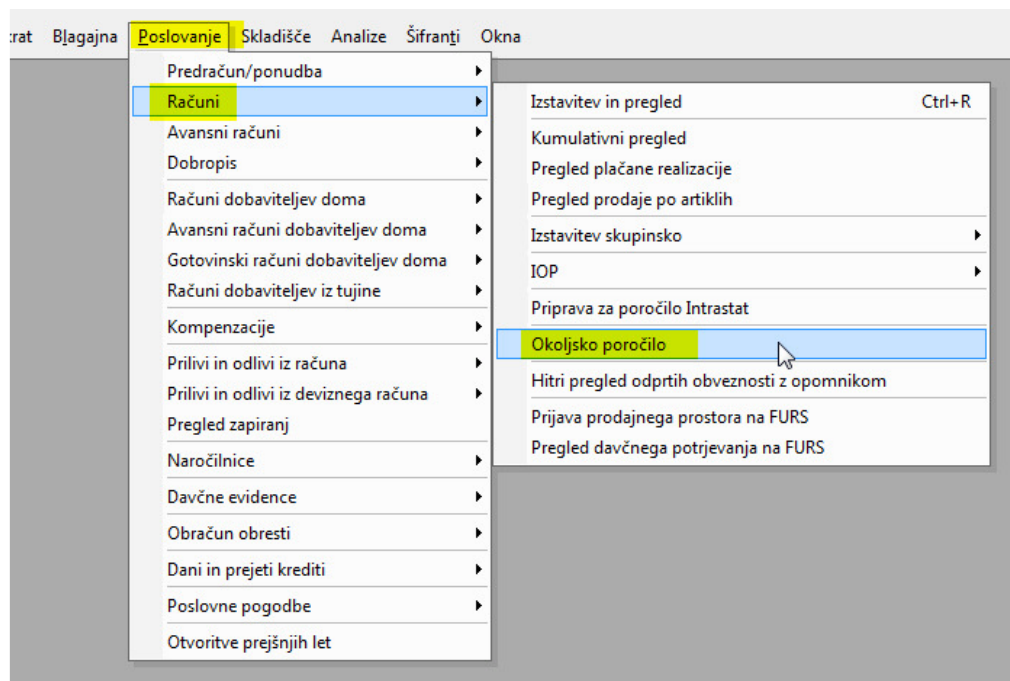 Blagajna Poslovanje Skladišče Analize Šifranti Okna
Predračun/ponudba
Računi
Avansni računi
Dobropis
Računi dobaviteljev doma
Avansni računi dobaviteljev doma
Gotovinski računi dobaviteljev doma
Računi dobaviteljev iz tujine
Kompenzacije
Prilivi in odlivi iz računa
Prilivi in odlivi iz deviznega računa
Pregled zapiranj
Naročilnice
Davčne evidence
Obračun obresti
Dani in prejeti krediti
Poslovne pogodbe
Otvoritve prejšnjih let
Izstavitev in pregled Ctrl+R
Kumulativni pregled
Pregled plačane realizacije
Pregled prodaje po artiklih
Izstavitev skupinsko
IOP
Priprava za poročilo Intrastat
Okoljsko poročilo
Hitri pregled odprtih obveznosti z opomnikom
Prijava prodajnega prostora na FURS
Pregled davčnega potrjevanja na FURS